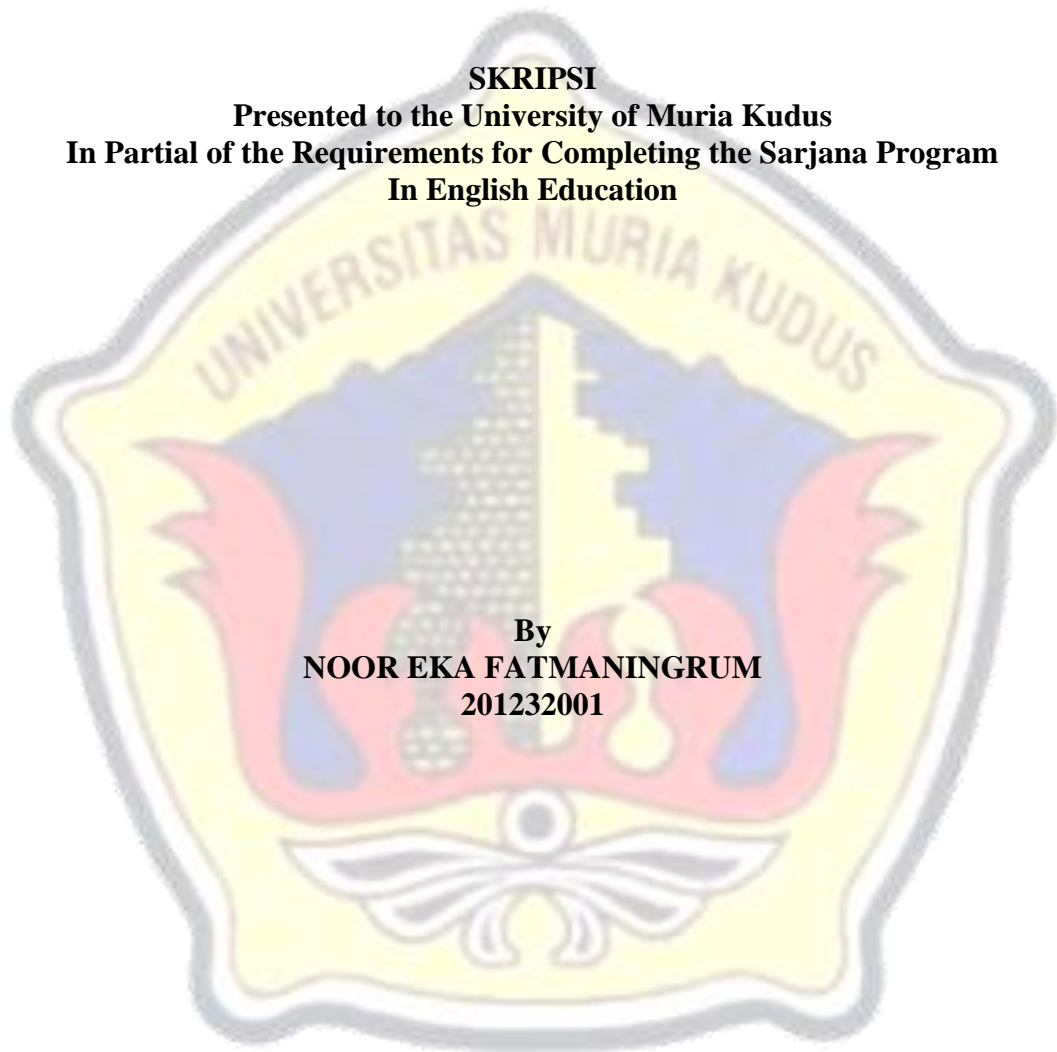 SKRIPSI
Presented to the University of Muria Kudus
In Partial of the Requirements for Completing the Sarjana Program
In English Education
UNIVERSITAS MURIA KUDUS
By
NOOR EKA FATMANINGRUM
201232001